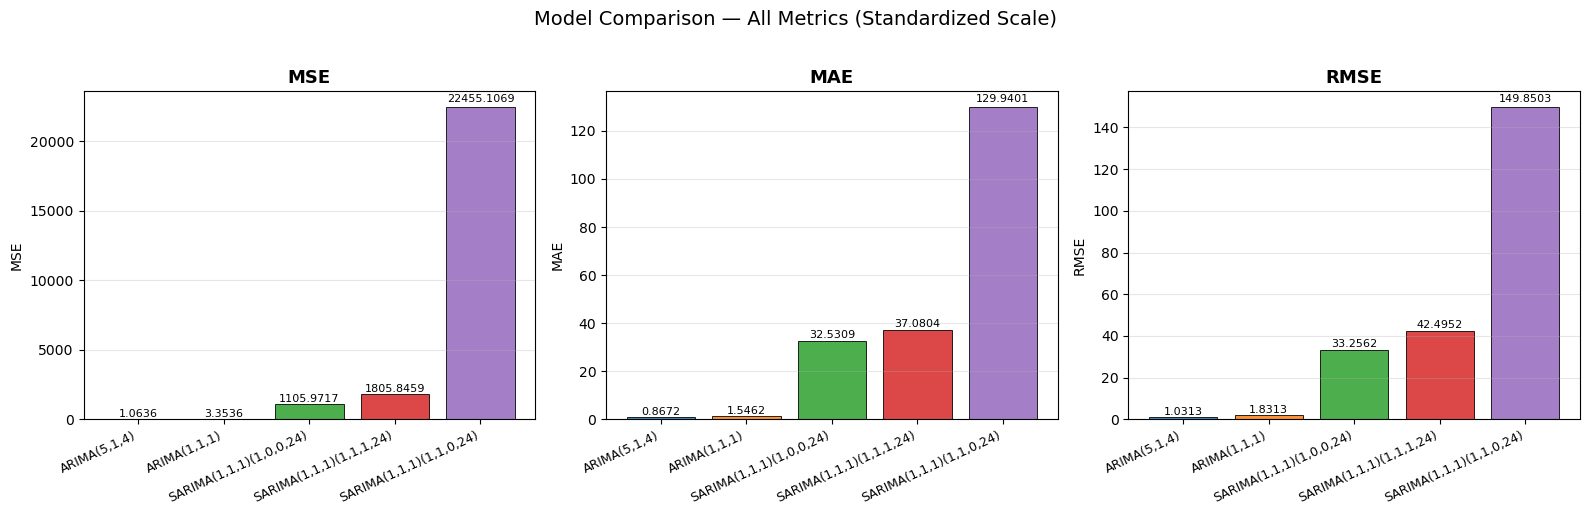 Model Comparison — All Metrics (Standardized Scale)
MSE
MSE
20000
15000
10000
5000
0
1.0636
3.3536
1105.9717
1805.8459
22455.1069
ARIMA(5,1,4)
ARIMA(1,1,1)
SARIMA(1,1,1)(1,0,0,24)
SARIMA(1,1,1)(1,1,1,24)
SARIMA(1,1,1)(1,1,0,24)
MAE
MAE
120
100
80
60
40
20
0
0.8672
1.5462
32.5309
37.0804
129.9401
ARIMA(5,1,4)
ARIMA(1,1,1)
SARIMA(1,1,1)(1,0,0,24)
SARIMA(1,1,1)(1,1,1,24)
SARIMA(1,1,1)(1,1,0,24)
RMSE
RMSE
140
120
100
80
60
40
20
0
1.0313
1.8313
33.2562
42.4952
149.8503
ARIMA(5,1,4)
ARIMA(1,1,1)
SARIMA(1,1,1)(1,0,0,24)
SARIMA(1,1,1)(1,1,1,24)
SARIMA(1,1,1)(1,1,0,24)